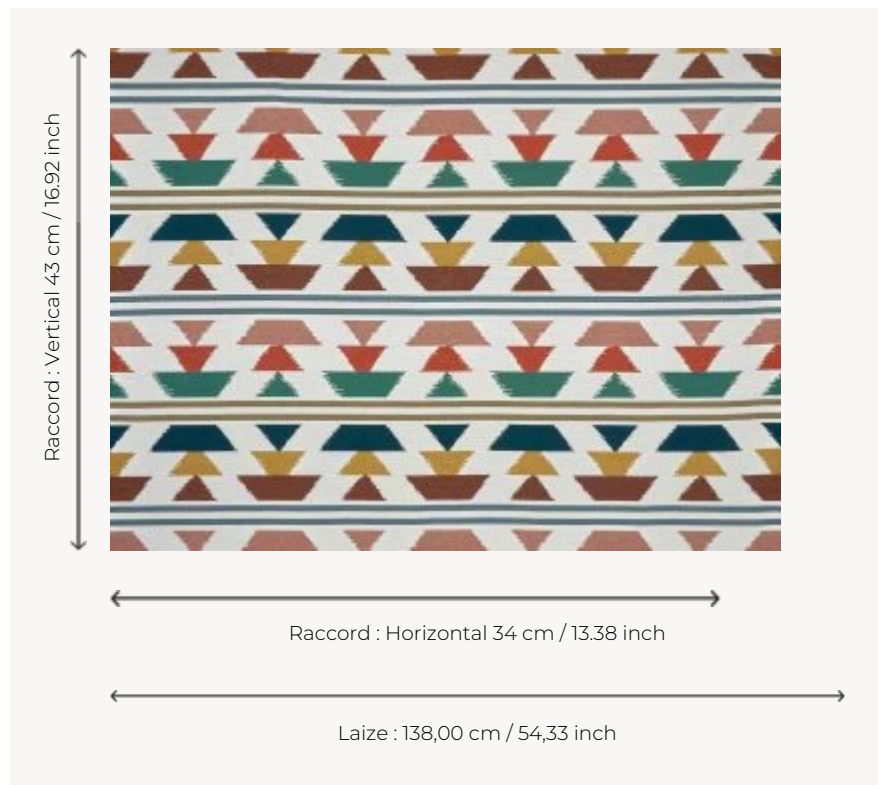 Raccord : Vertical 43 cm / 16.92 inch
Raccord : Horizontal 34 cm / 13.38 inch
Laize : 138,00 cm / 54,33 inch